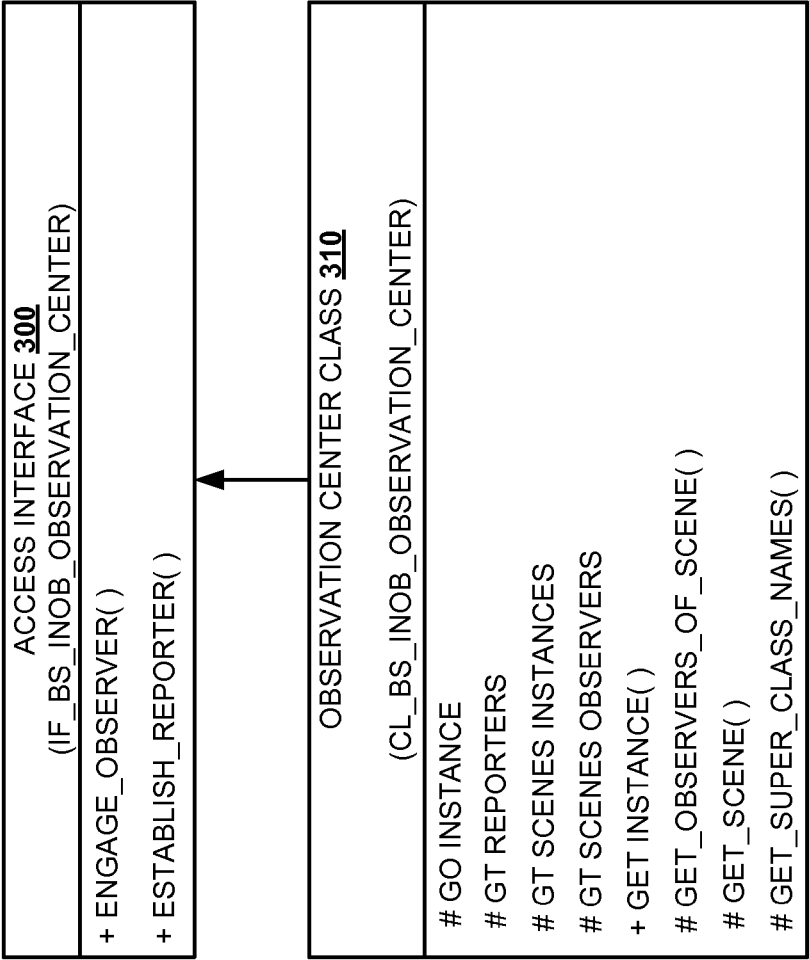 ACCESS INTERFACE 300
(IF_BS_INOB_OBSERVATION_CENTER)
+ ENGAGE_OBSERVER( )
+ ESTABLISH_REPORTER( )
OBSERVATION CENTER CLASS 310
(CL_BS_INOB_OBSERVATION_CENTER)
# GO INSTANCE
# GT REPORTERS
# GT SCENES INSTANCES
# GT SCENES OBSERVERS
+ GET INSTANCE( )
# GET_OBSERVERS_OF_SCENE( )
# GET_SCENE( )
# GET_SUPER_CLASS_NAMES( )